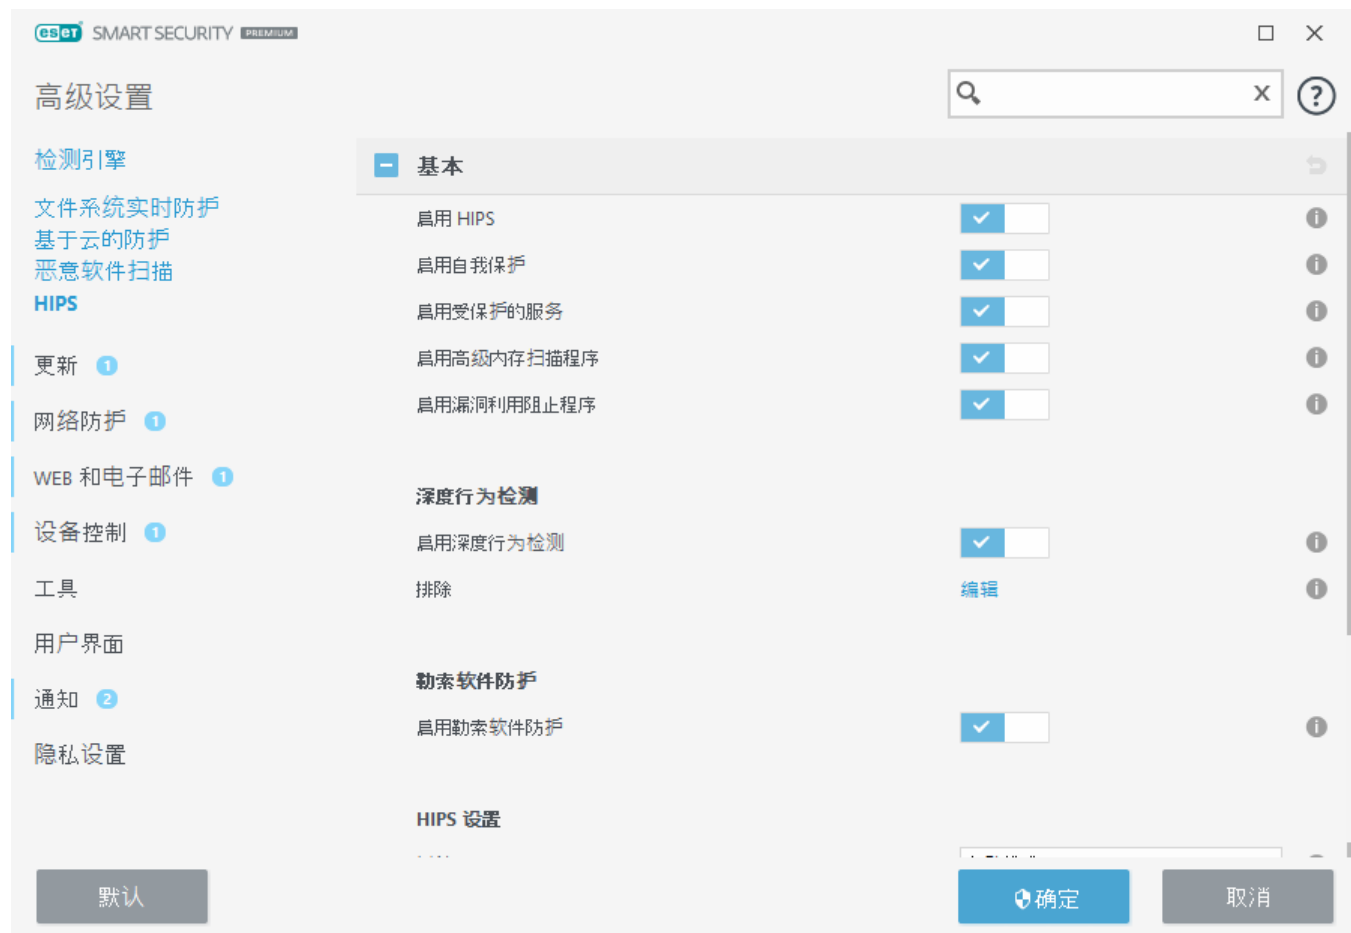 eseT SMART SECURITY PREMIUM
高级设置
x
?
检测引擎
文件系统实时防护
基于云的防护
恶意软件扫描
HIPS
更新 1
网络防护 1
WEB 和电子邮件 1
设备控制 1
工具
用户界面
通知 2
隐私设置
基本
启用 HIPS
启用自我保护
启用受保护的服务
启用高级内存扫描程序
启用漏洞利用阻止程序
深度行为检测
启用深度行为检测
排除 编辑
勒索软件防护
启用勒索软件防护
HIPS 设置
默认
确定
取消